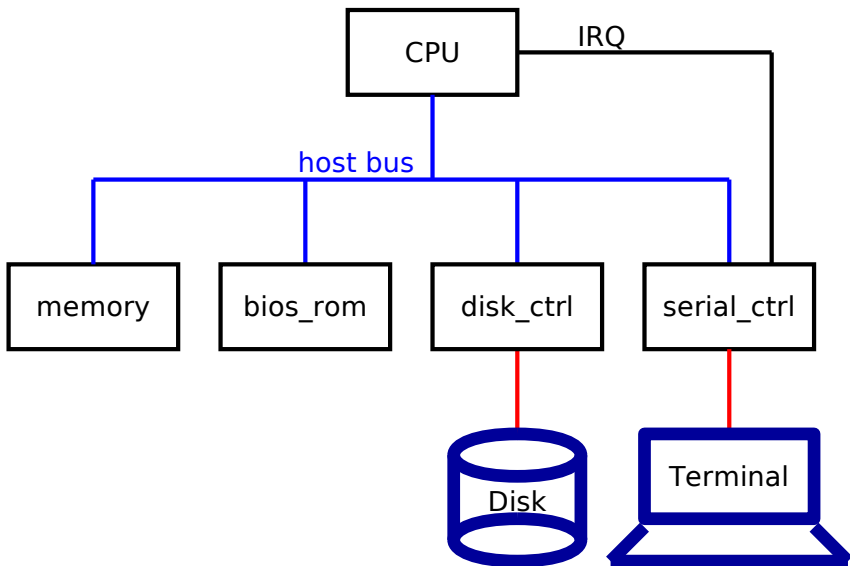 CPU
IRQ
host bus
memory
bios_rom
disk_ctrl
serial_ctrl
Disk
Terminal